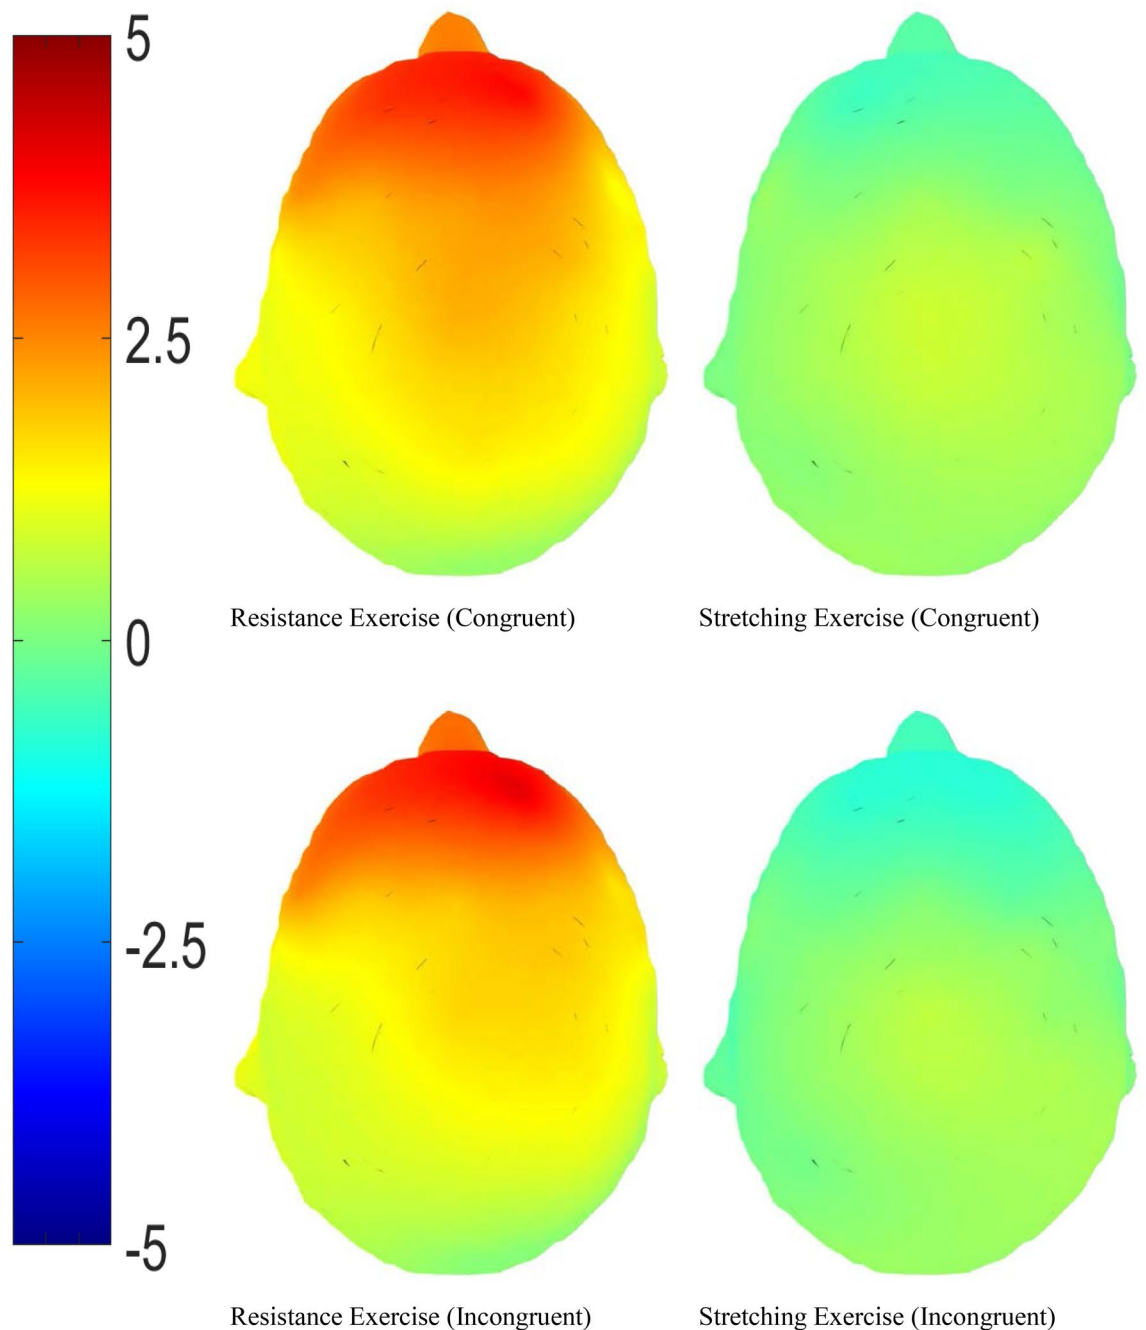 5
2.5
0
-2.5
-5
Resistance Exercise (Congruent)
Stretching Exercise (Congruent)
Resistance Exercise (Incongruent)
Stretching Exercise (Incongruent)